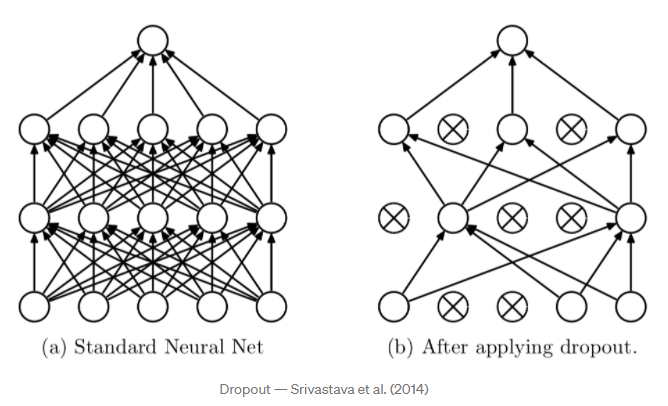 (a) Standard Neural Net
(b) After applying dropout.
Dropout — Srivastava et al. (2014)